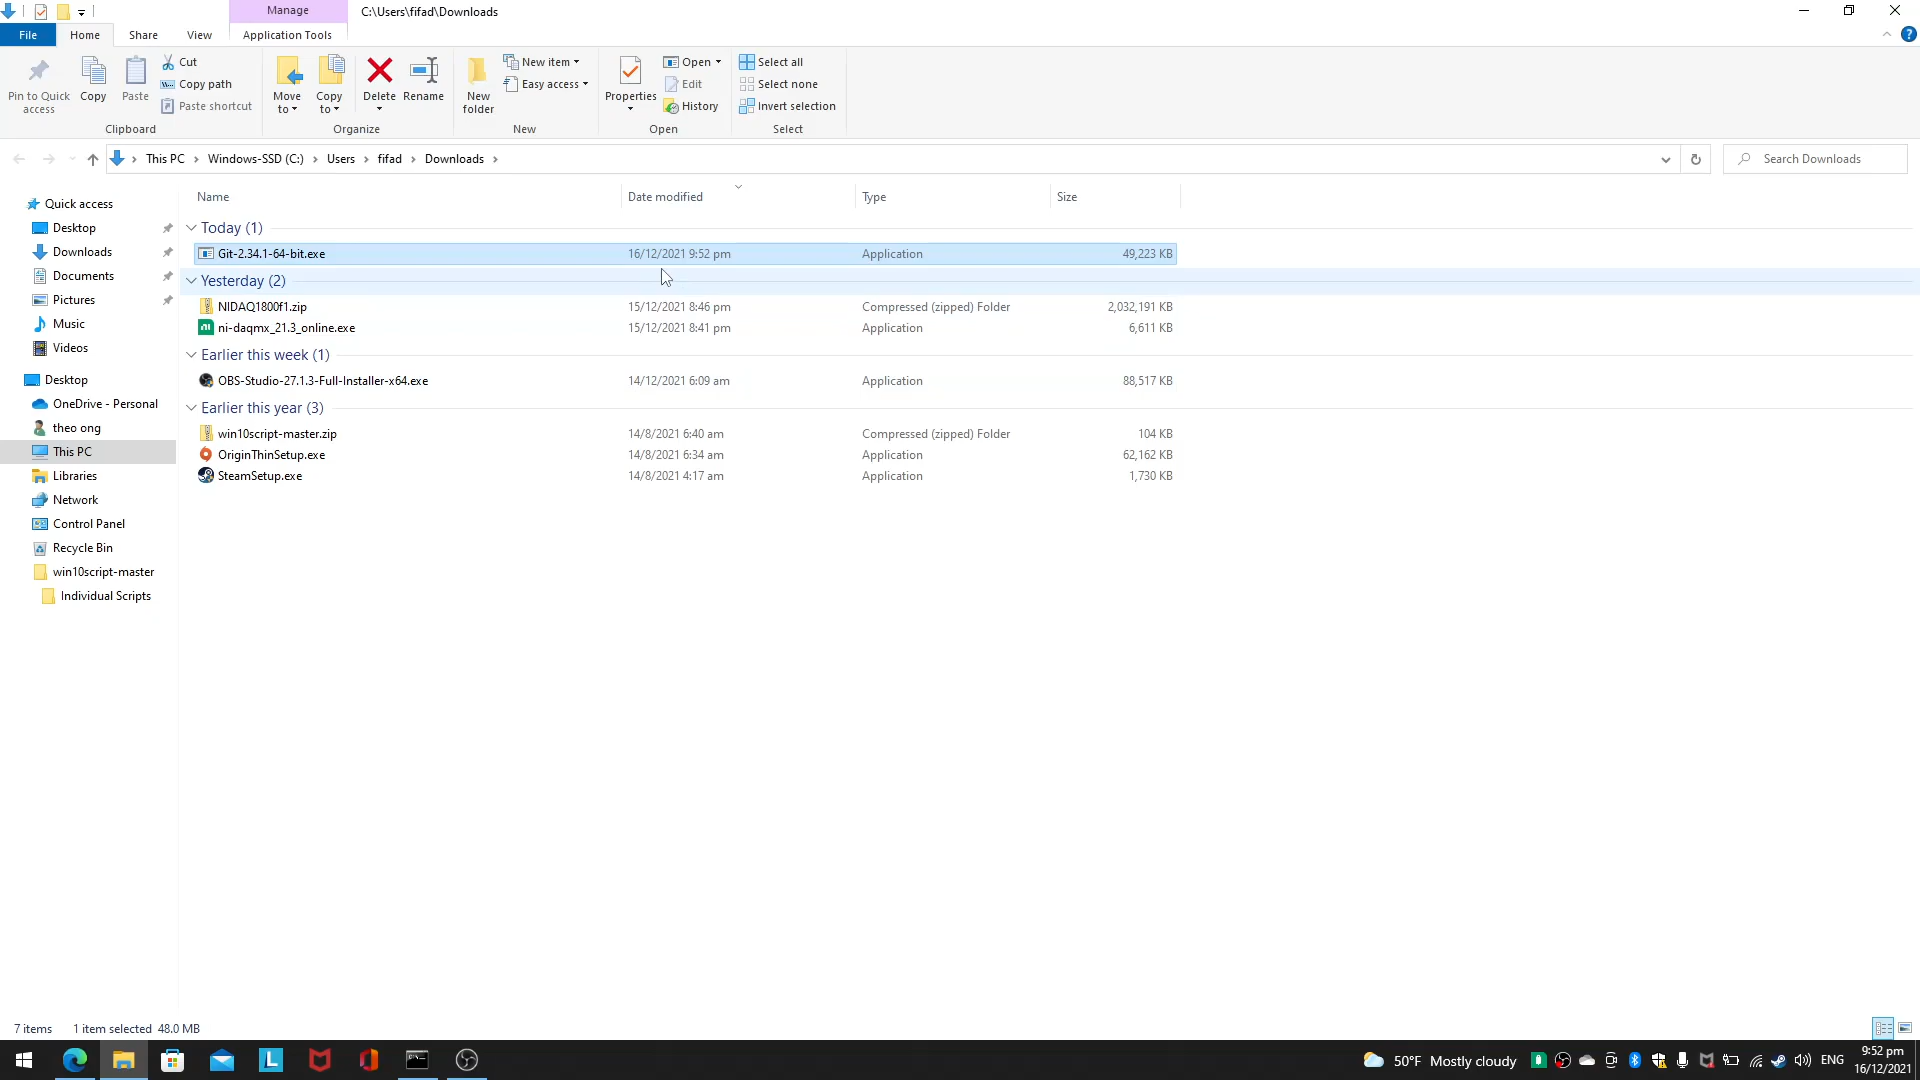 Manage C:\Users\fifad\Downloads
File Home Share View Application Tools
Pin to Quick access
Copy
Paste
Cut
Copy path
Paste shortcut
Clipboard
Move to
Copy to
Delete
Rename
Organize
New folder
New item
Easy access
New
Properties
Open
Edit
History
Open
Select all
Select none
Invert selection
Select
This PC Windows-SSD (C:) Users fifad Downloads
Search Downloads
Quick access
Desktop
Downloads
Documents
Pictures
Music
Videos
Desktop
OneDrive - Personal
theo ong
This PC
Libraries
Network
Control Panel
Recycle Bin
win10script-master
Individual Scripts
Name Date modified Type Size
Today (1)
Git-2.34.1-64-bit.exe 16/12/2021 9:52 pm Application 49,223 KB
Yesterday (2)
NIDAQ1800f1.zip 15/12/2021 8:46 pm Compressed (zipped) Folder 2,032,191 KB
ni-daqmx_21.3_online.exe 15/12/2021 8:41 pm Application 6,611 KB
Earlier this week (1)
OBS-Studio-27.1.3-Full-Installer-x64.exe 14/12/2021 6:09 am Application 88,517 KB
Earlier this year (3)
win10script-master.zip 14/8/2021 6:40 am Compressed (zipped) Folder 104 KB
OriginThinSetup.exe 14/8/2021 6:34 am Application 62,162 KB
SteamSetup.exe 14/8/2021 4:17 am Application 1,730 KB
7 items 1 item selected 48.0 MB
L
50°F Mostly cloudy ENG
9:52 pm
16/12/2021